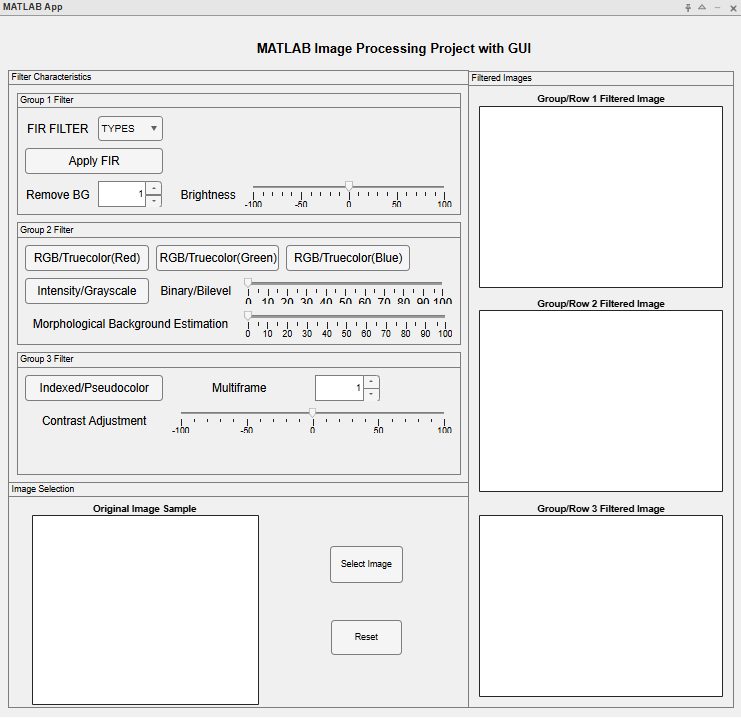 MATLAB App
MATLAB Image Processing Project with GUI
Filter Characteristics
Group 1 Filter
FIR FILTER TYPES
Apply FIR
Remove BG 1 Brightness
-100 -50 0 50 100
Group 2 Filter
RGB/Truecolor(Red) RGB/Truecolor(Green) RGB/Truecolor(Blue)
Intensity/Grayscale Binary/Bilevel
0 10 20 30 40 50 60 70 80 90 100
Morphological Background Estimation
0 10 20 30 40 50 60 70 80 90 100
Group 3 Filter
Indexed/Pseudocolor Multiframe 1
Contrast Adjustment
-100 -50 0 50 100
Image Selection
Original Image Sample
Select Image
Reset
Filtered Images
Group/Row 1 Filtered Image
Group/Row 2 Filtered Image
Group/Row 3 Filtered Image